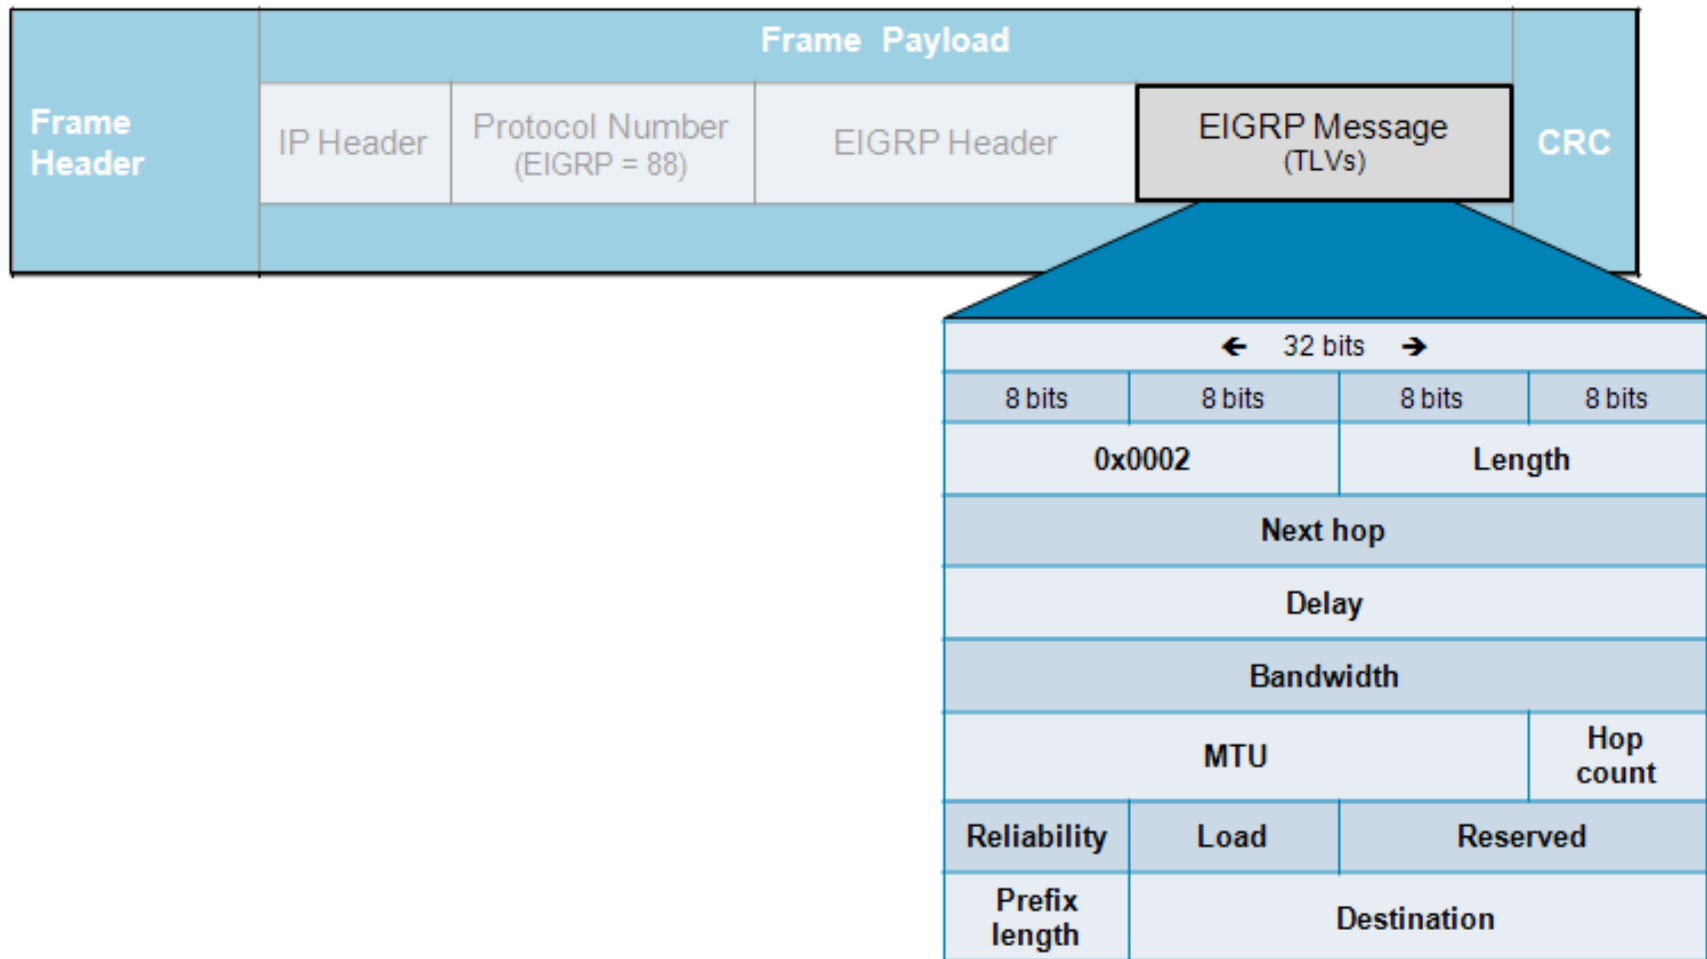 Frame Payload
Frame
Header
IP Header
Protocol Number
(EIGRP = 88)
EIGRP Header
EIGRP Message
(TLVs)
CRC
← 32 bits →
8 bits 8 bits 8 bits 8 bits
0x0002 Length
Next hop
Delay
Bandwidth
MTU Hop
count
Reliability Load Reserved
Prefix
length Destination